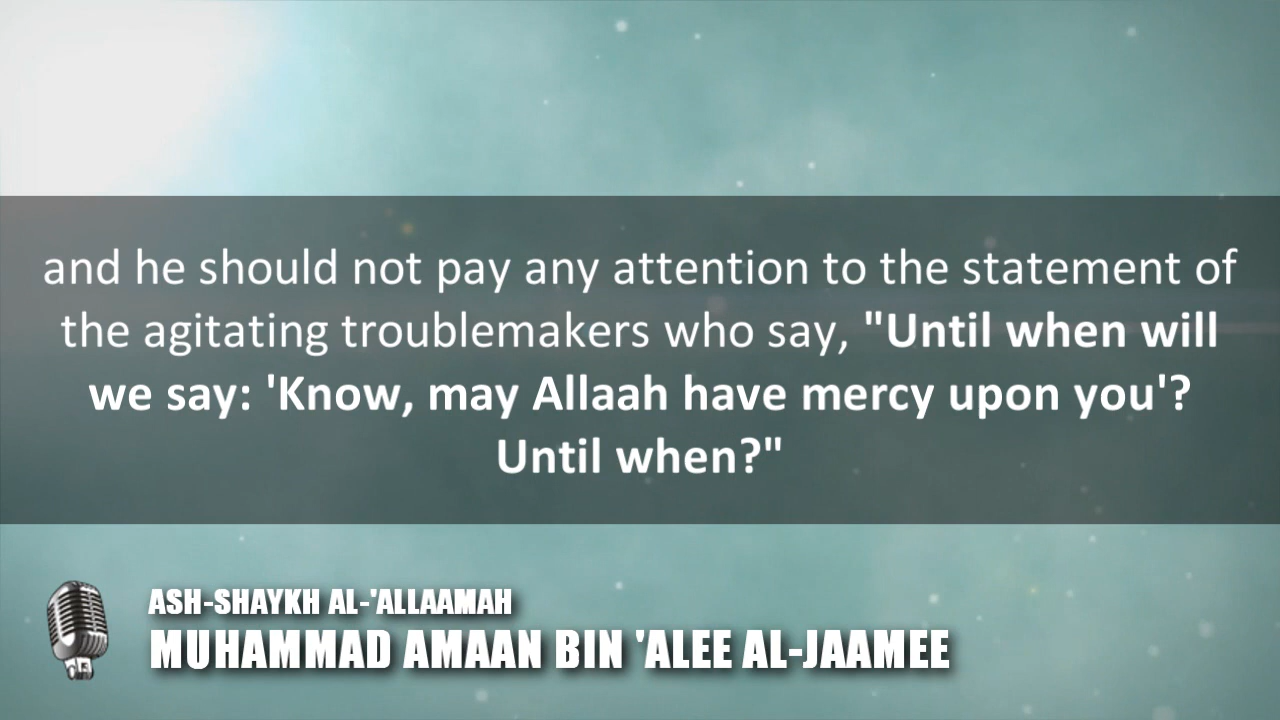 and he should not pay any attention to the statement of
the agitating troublemakers who say, "Until when will
we say: 'Know, may Allaah have mercy upon you'?
Until when?"
ASH-SHAYKH AL-'ALLAAMAH
MUHAMMAD AMAAN BIN 'ALEE AL-JAAMEE